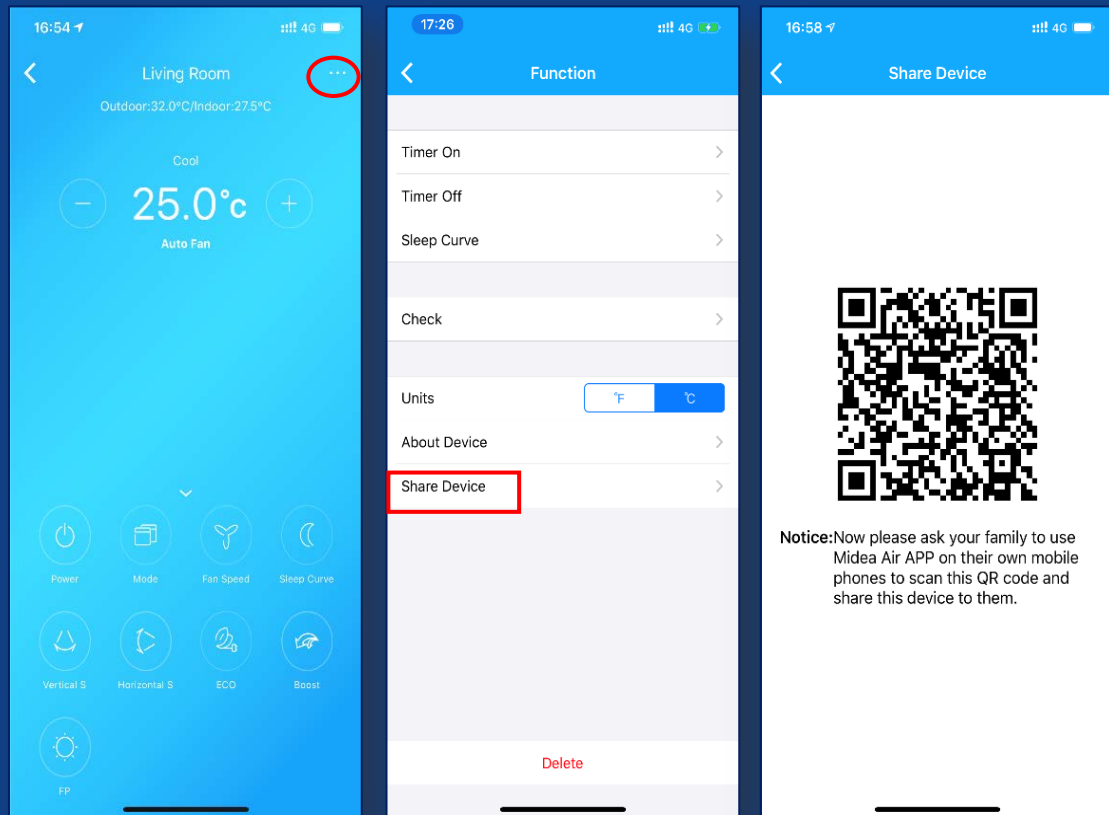 16:54 4G
Living Room ...
Outdoor:32.0°C/Indoor:27.5°C
Cool
25.0°c
Auto Fan
Power Mode Fan Speed Sleep Curve
Vertical S Horizontal S ECO Boost
FP
17:26 4G
Function
Timer On
Timer Off
Sleep Curve
Check
Units °F °C
About Device
Share Device
Delete
16:58 4G
Share Device
Notice:Now please ask your family to use
Midea Air APP on their own mobile
phones to scan this QR code and
share this device to them.